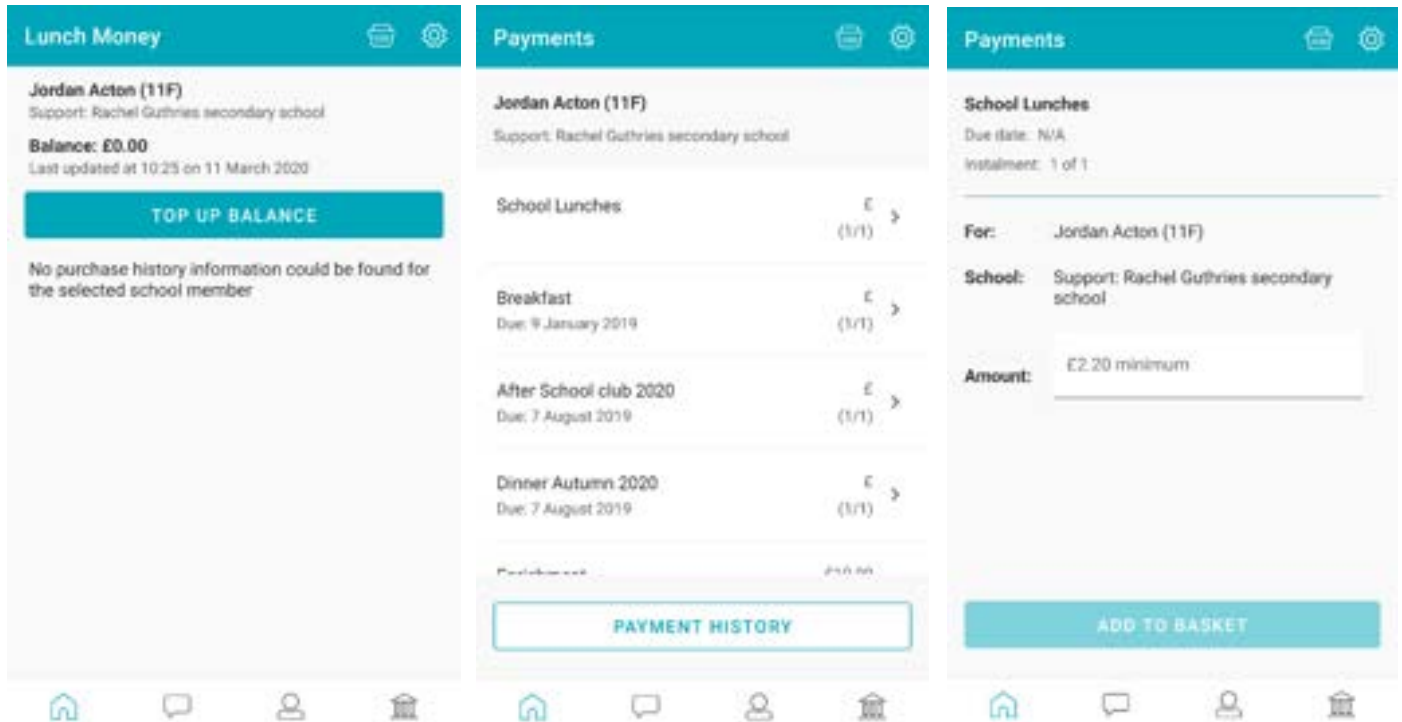 Lunch Money
Jordan Acton (11F)
Support: Rachel Guthries secondary school
Balance: £0.00
Last updated at 10:25 on 11 March 2020
TOP UP BALANCE
No purchase history information could be found for
the selected school member
Payments
Jordan Acton (11F)
Support: Rachel Guthries secondary school
School Lunches £
(1/1)
Breakfast £
Due: 9 January 2019 (1/1)
After School club 2020 £
Due: 7 August 2019 (1/1)
Dinner Autumn 2020 £
Due: 7 August 2019 (1/1)
Enrichment £10.00
PAYMENT HISTORY
Payments
School Lunches
Due date: N/A
Instalment: 1 of 1
For: Jordan Acton (11F)
School: Support: Rachel Guthries secondary
school
Amount: £2.20 minimum
ADD TO BASKET